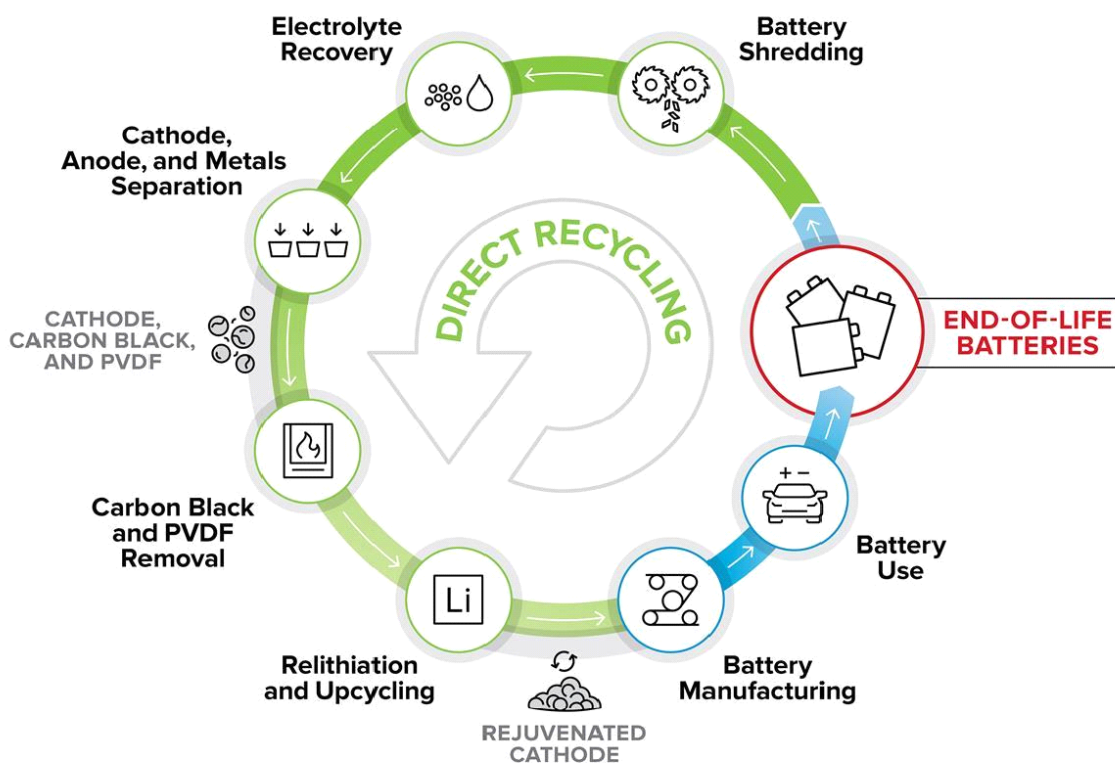 Electrolyte
Recovery
Battery
Shredding
Cathode,
Anode, and Metals
Separation
DIRECT RECYCLING
CATHODE,
CARBON BLACK,
AND PVDF
END-OF-LIFE
BATTERIES
Carbon Black
and PVDF
Removal
+ −
Battery
Use
Li
Relithiation
and Upcycling
Battery
Manufacturing
REJUVENATED
CATHODE